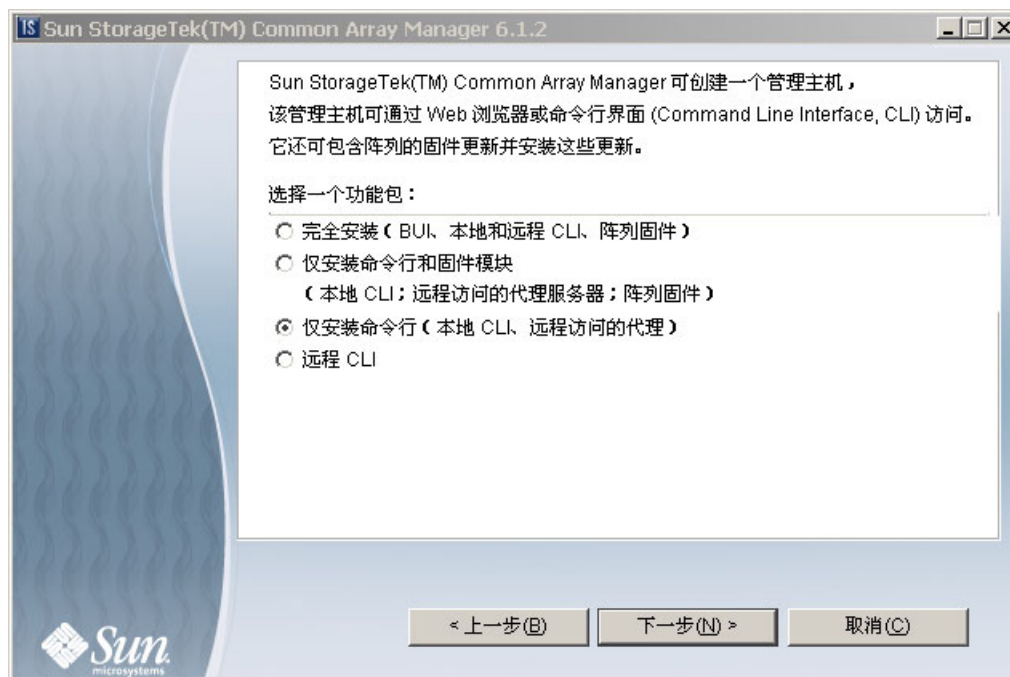 Sun StorageTek(TM) Common Array Manager 6.1.2
Sun StorageTek(TM) Common Array Manager 可创建一个管理主机，
该管理主机可通过 Web 浏览器或命令行界面 (Command Line Interface, CLI) 访问。
它还可包含阵列的固件更新并安装这些更新。
选择一个功能包：
完全安装（BUI、本地和远程 CLI、阵列固件）
仅安装命令行和固件模块
（本地 CLI；远程访问的代理服务器；阵列固件）
仅安装命令行（本地 CLI、远程访问的代理）
远程 CLI
< 上一步(B)
下一步(N) >
取消(C)
Sun
microsystems